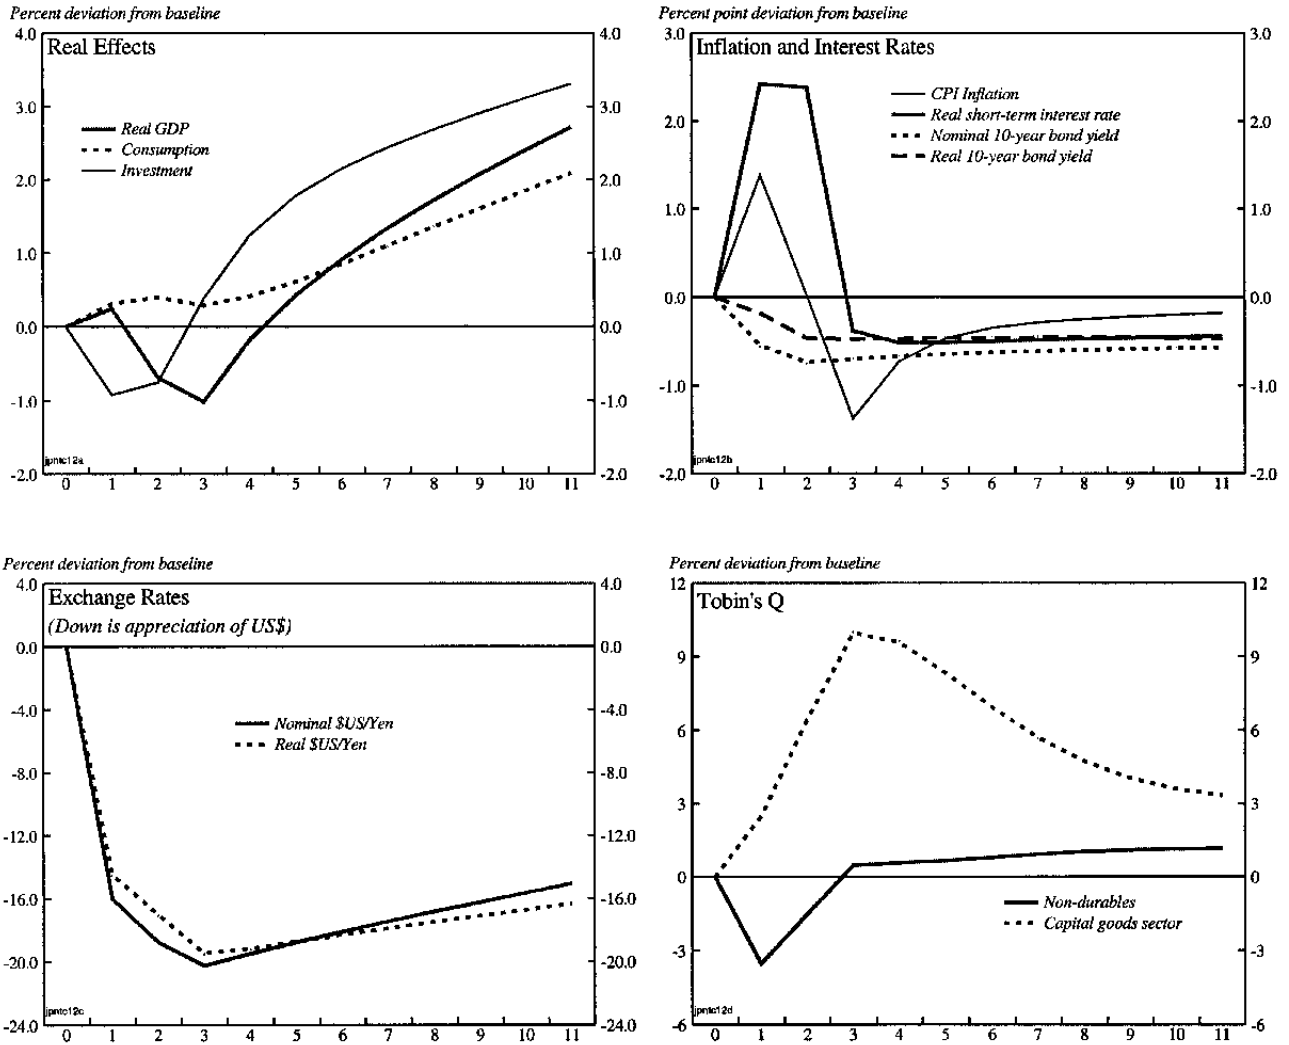 Percent deviation from baseline
4.0 4.0
Real Effects
3.0 3.0
Real GDP
Consumption
Investment
2.0 2.0
1.0 1.0
0.0 0.0
-1.0 -1.0
jpntc12a
-2.0 -2.0
0 1 2 3 4 5 6 7 8 9 10 11
Percent point deviation from baseline
3.0 3.0
Inflation and Interest Rates
CPI Inflation
Real short-term interest rate
2.0 2.0
Nominal 10-year bond yield
Real 10-year bond yield
1.0 1.0
0.0 0.0
-1.0 -1.0
jpntc12b
-2.0 -2.0
0 1 2 3 4 5 6 7 8 9 10 11
Percent deviation from baseline
4.0 4.0
Exchange Rates
(Down is appreciation of US$)
0.0 0.0
-4.0 -4.0
Nominal $US/Yen
Real $US/Yen
-8.0 -8.0
-12.0 -12.0
-16.0 -16.0
-20.0 -20.0
jpntc12c
-24.0 -24.0
0 1 2 3 4 5 6 7 8 9 10 11
Percent deviation from baseline
12 12
Tobin's Q
9 9
6 6
3 3
0 0
Non-durables
Capital goods sector
-3 -3
jpntc12d
-6 -6
0 1 2 3 4 5 6 7 8 9 10 11